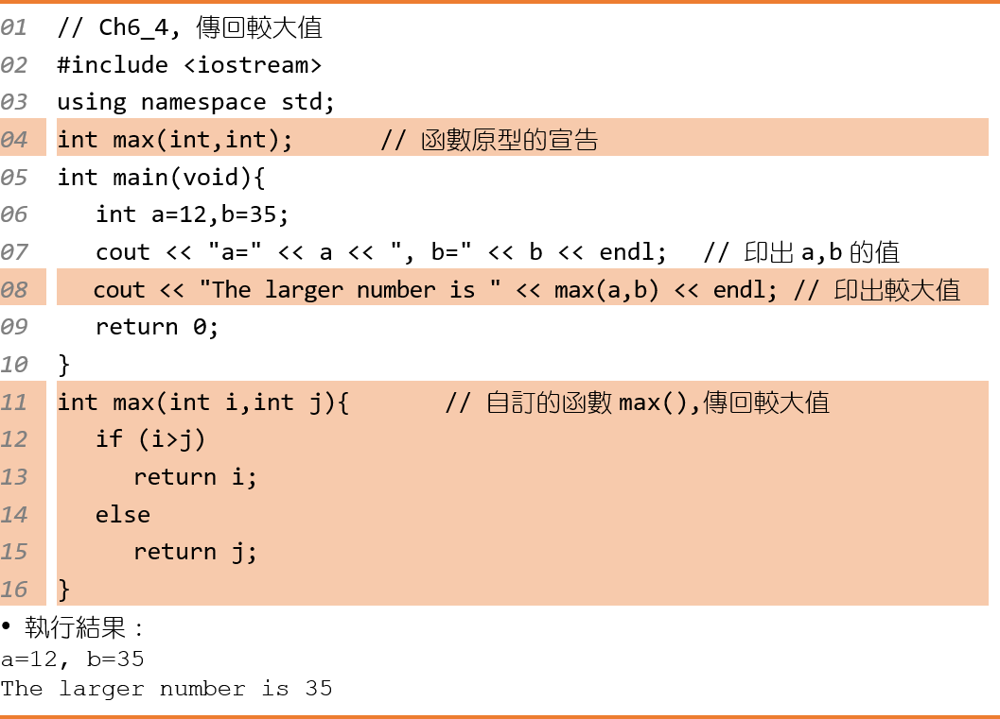 01 // Ch6_4, 傳回較大值
02 #include <iostream>
03 using namespace std;
04 int max(int,int); // 函數原型的宣告
05 int main(void){
06 int a=12,b=35;
07 cout << "a=" << a << ", b=" << b << endl; // 印出 a,b 的值
08 cout << "The larger number is " << max(a,b) << endl; // 印出較大值
09 return 0;
10 }
11 int max(int i,int j){ // 自訂的函數 max(),傳回較大值
12 if (i>j)
13 return i;
14 else
15 return j;
16 }
• 執行結果：
a=12, b=35
The larger number is 35